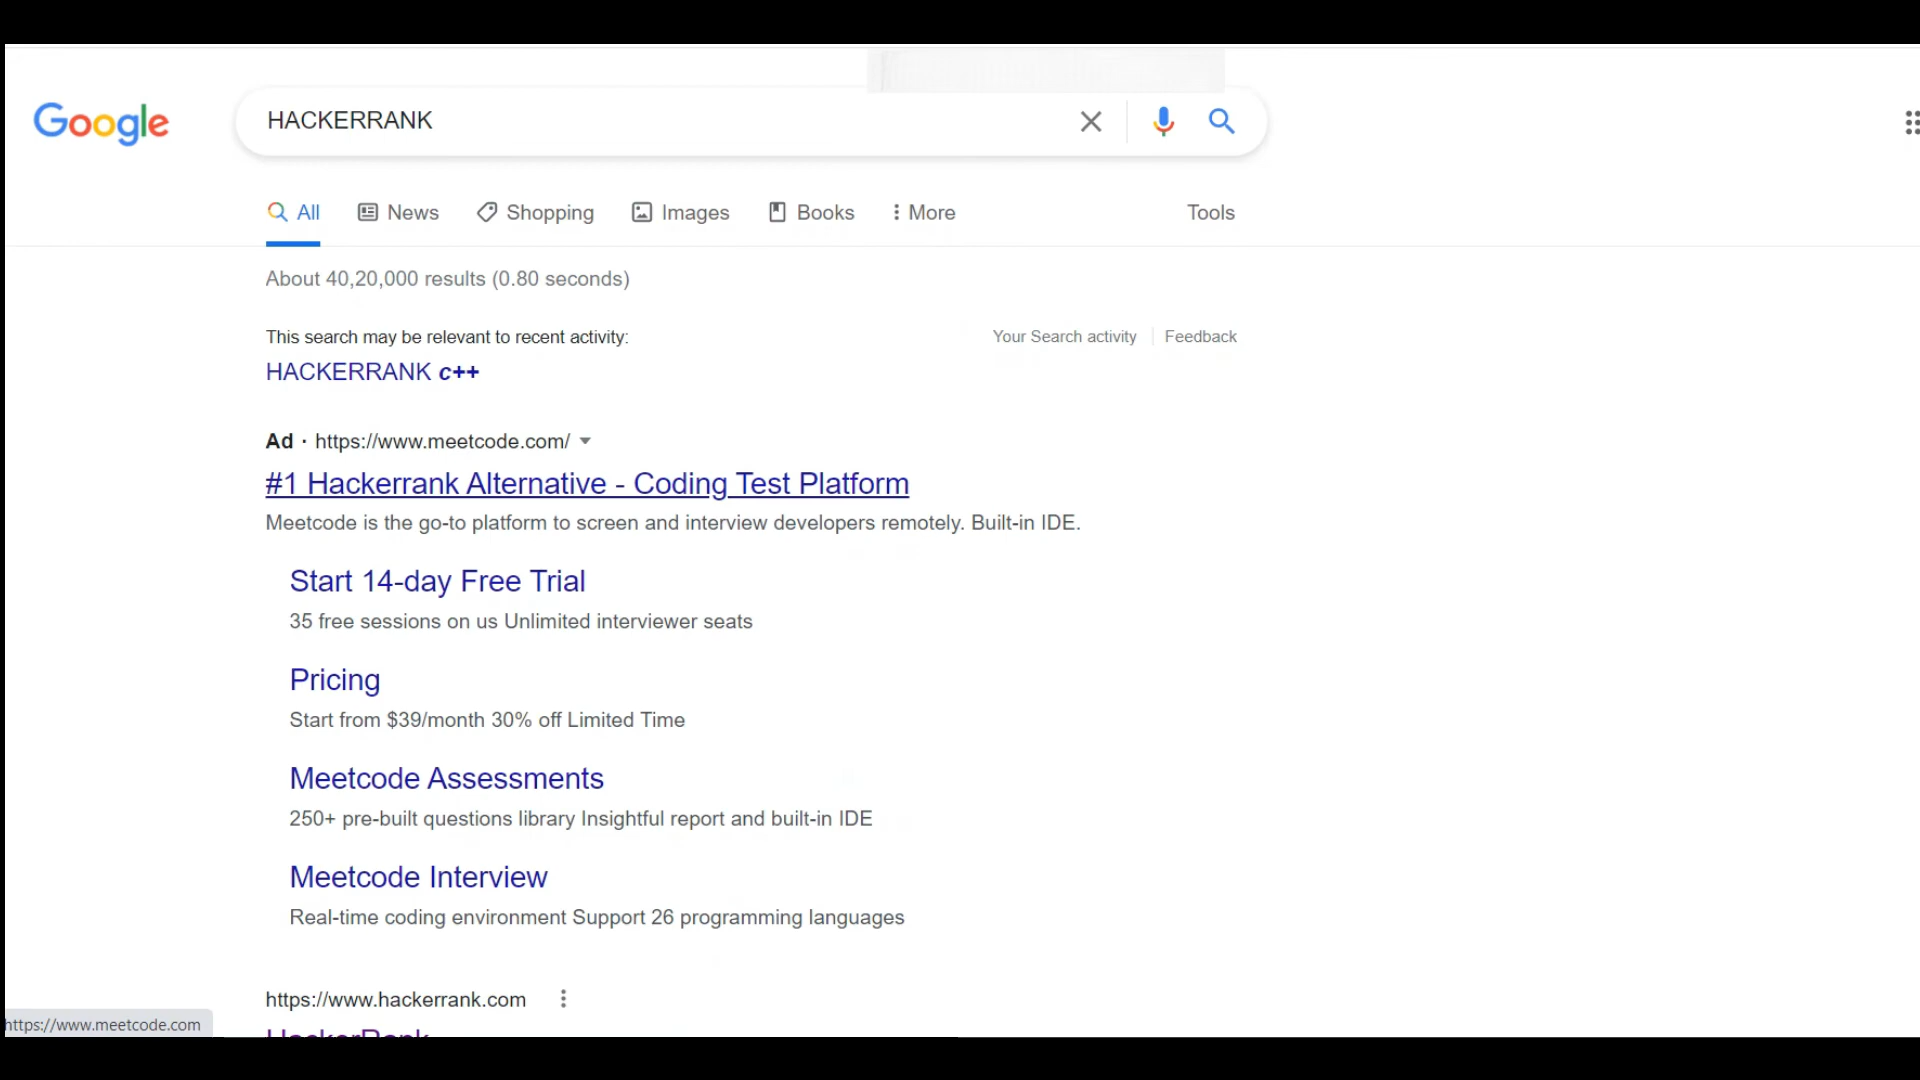 Google
HACKERRANK
All News Shopping Images Books More Tools
About 40,20,000 results (0.80 seconds)
This search may be relevant to recent activity: Your Search activity Feedback
HACKERRANK c++
Ad · https://www.meetcode.com/
#1 Hackerrank Alternative - Coding Test Platform
Meetcode is the go-to platform to screen and interview developers remotely. Built-in IDE.
Start 14-day Free Trial
35 free sessions on us Unlimited interviewer seats
Pricing
Start from $39/month 30% off Limited Time
Meetcode Assessments
250+ pre-built questions library Insightful report and built-in IDE
Meetcode Interview
Real-time coding environment Support 26 programming languages
https://www.hackerrank.com
HackerRank
https://www.meetcode.com